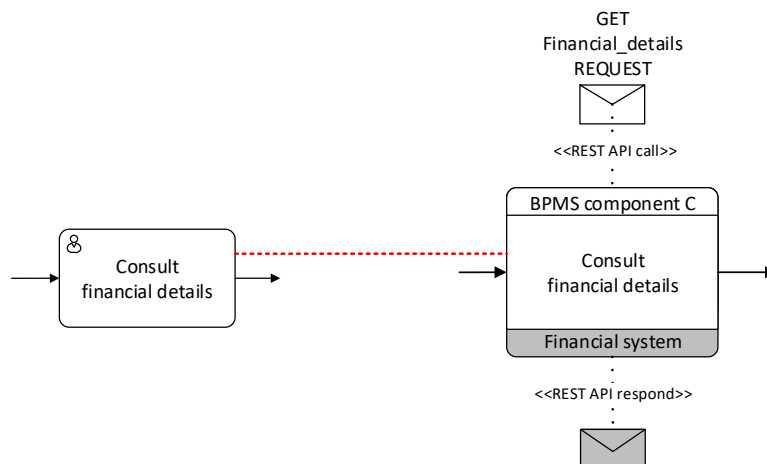 GET
Financial_details
REQUEST
<<REST API call>>
BPMS component C
Consult
financial details
Consult
financial details
Financial system
<<REST API respond>>